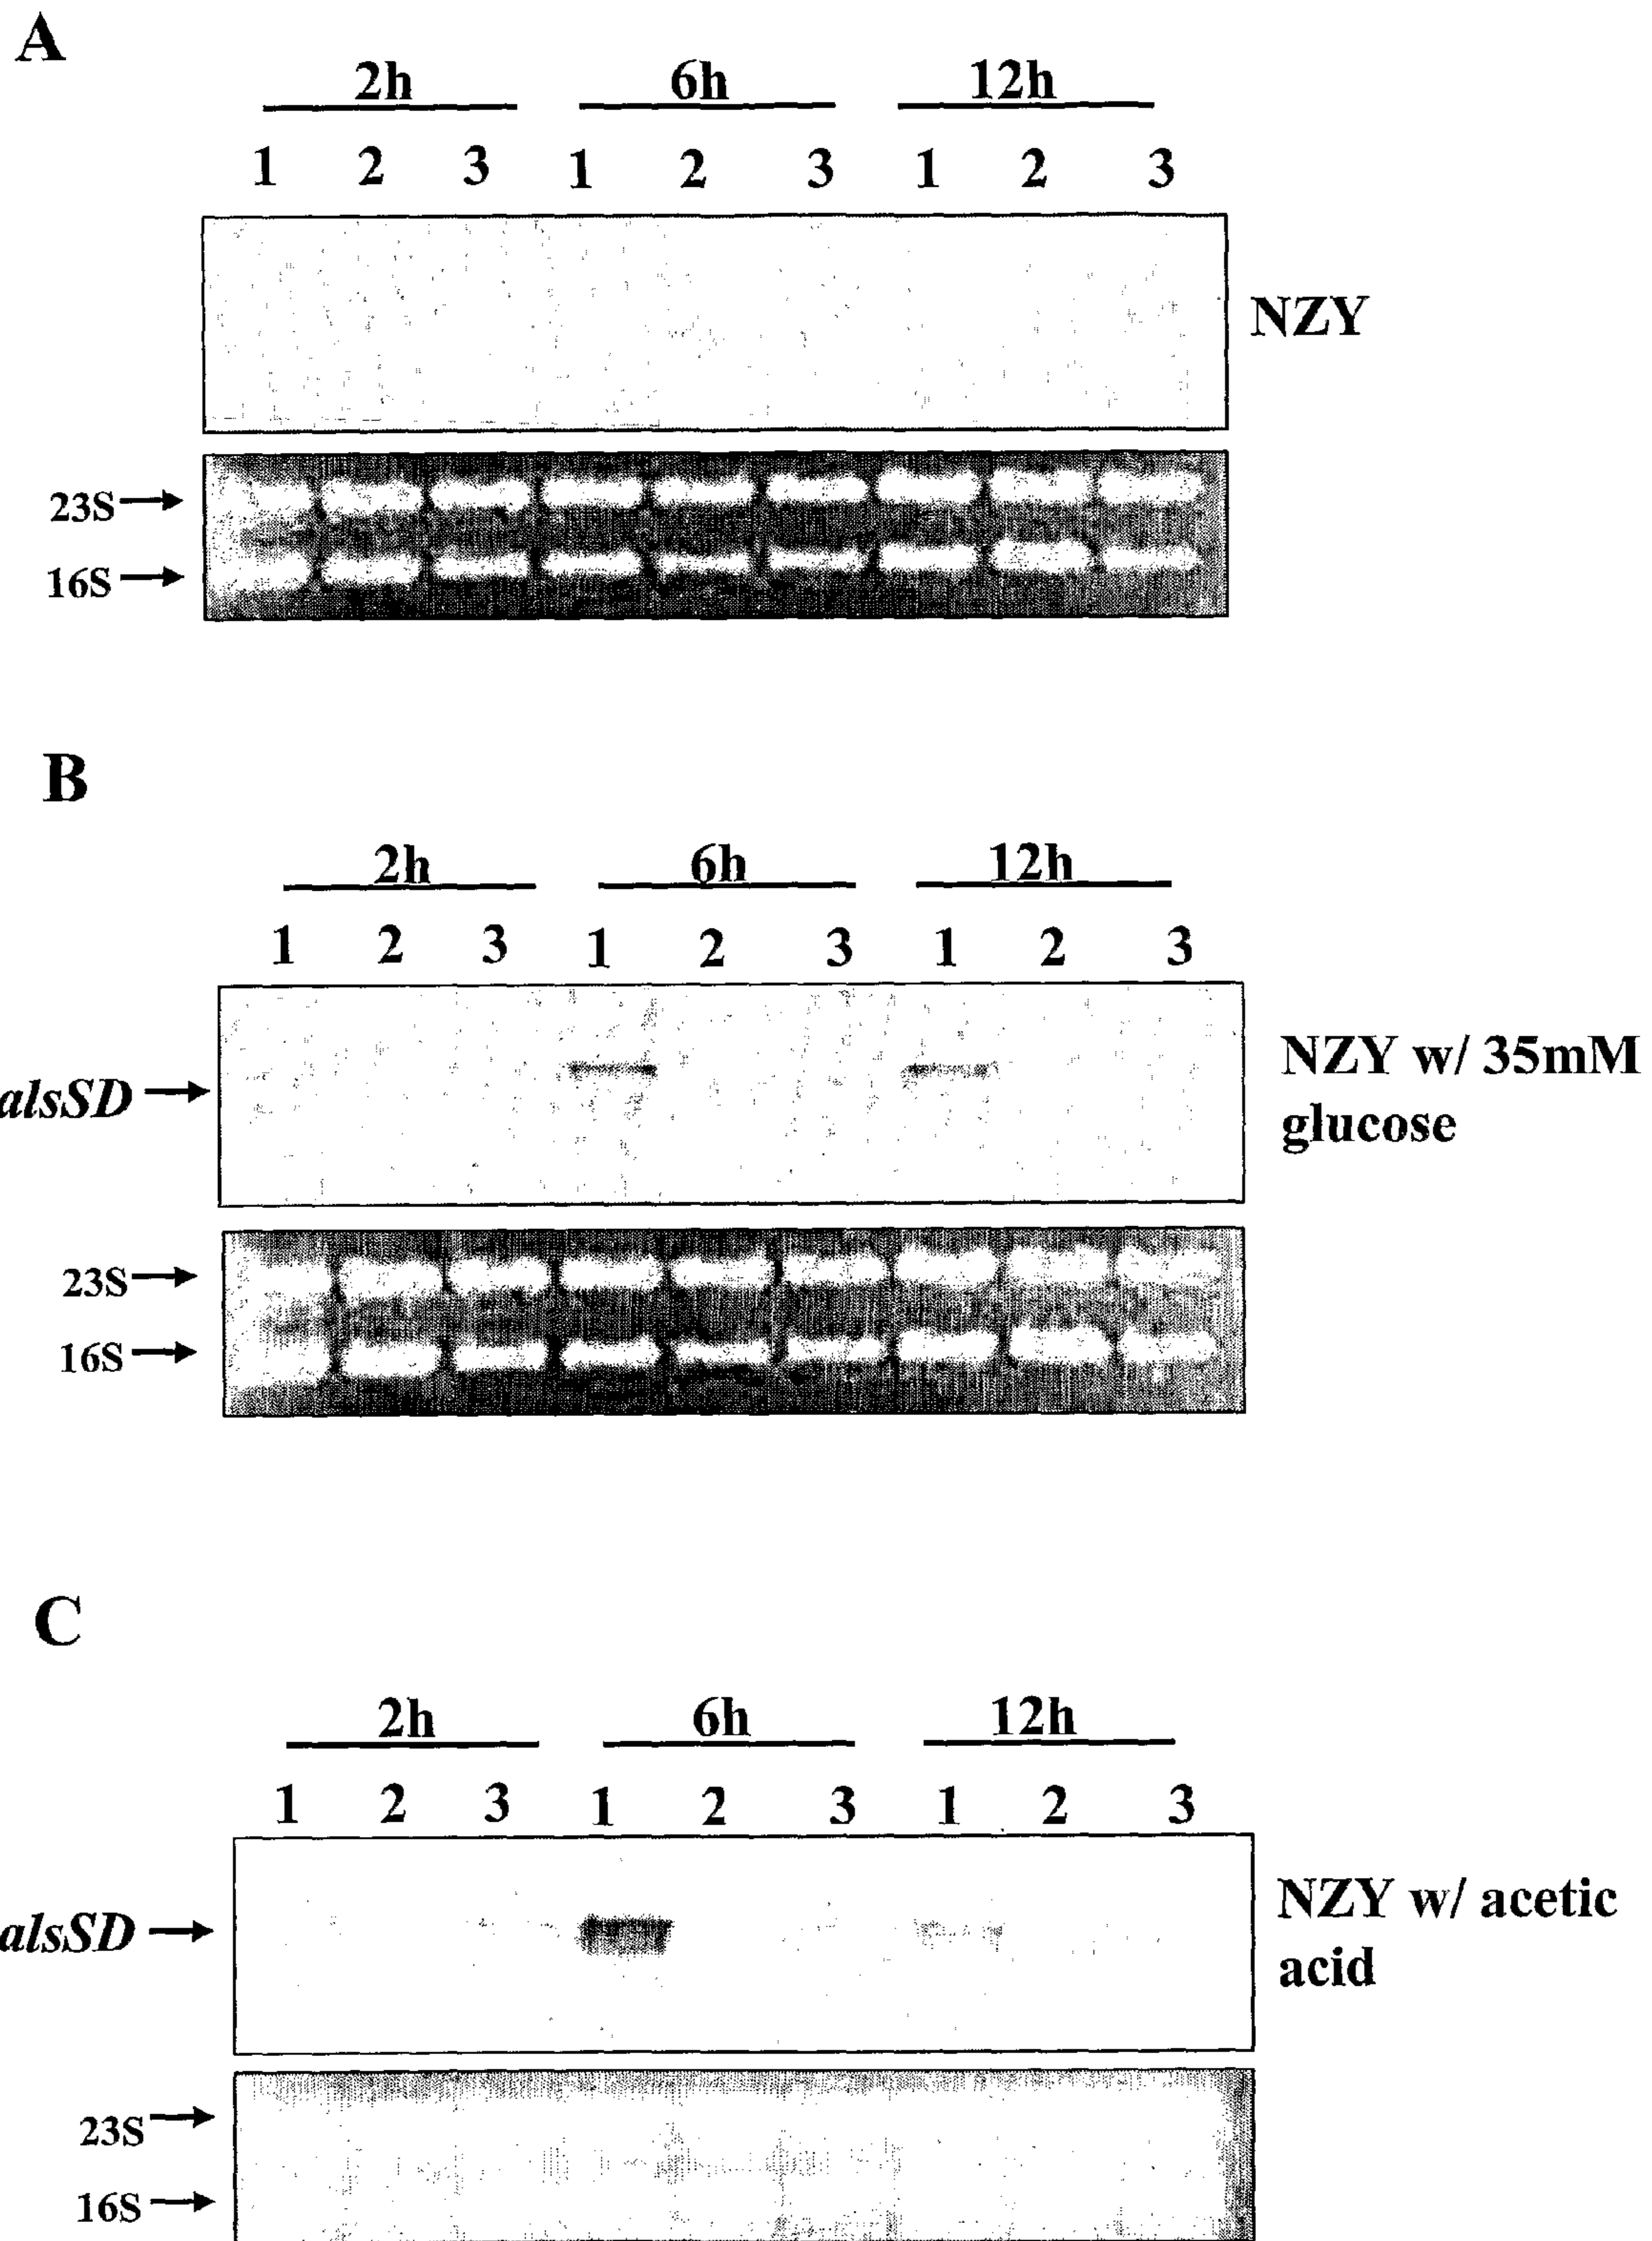 A
2h 6h 12h
1 2 3 1 2 3 1 2 3
NZY
23S
16S
B
2h 6h 12h
1 2 3 1 2 3 1 2 3
alsSD
NZY w/ 35mM
glucose
23S
16S
C
2h 6h 12h
1 2 3 1 2 3 1 2 3
alsSD
NZY w/ acetic
acid
23S
16S